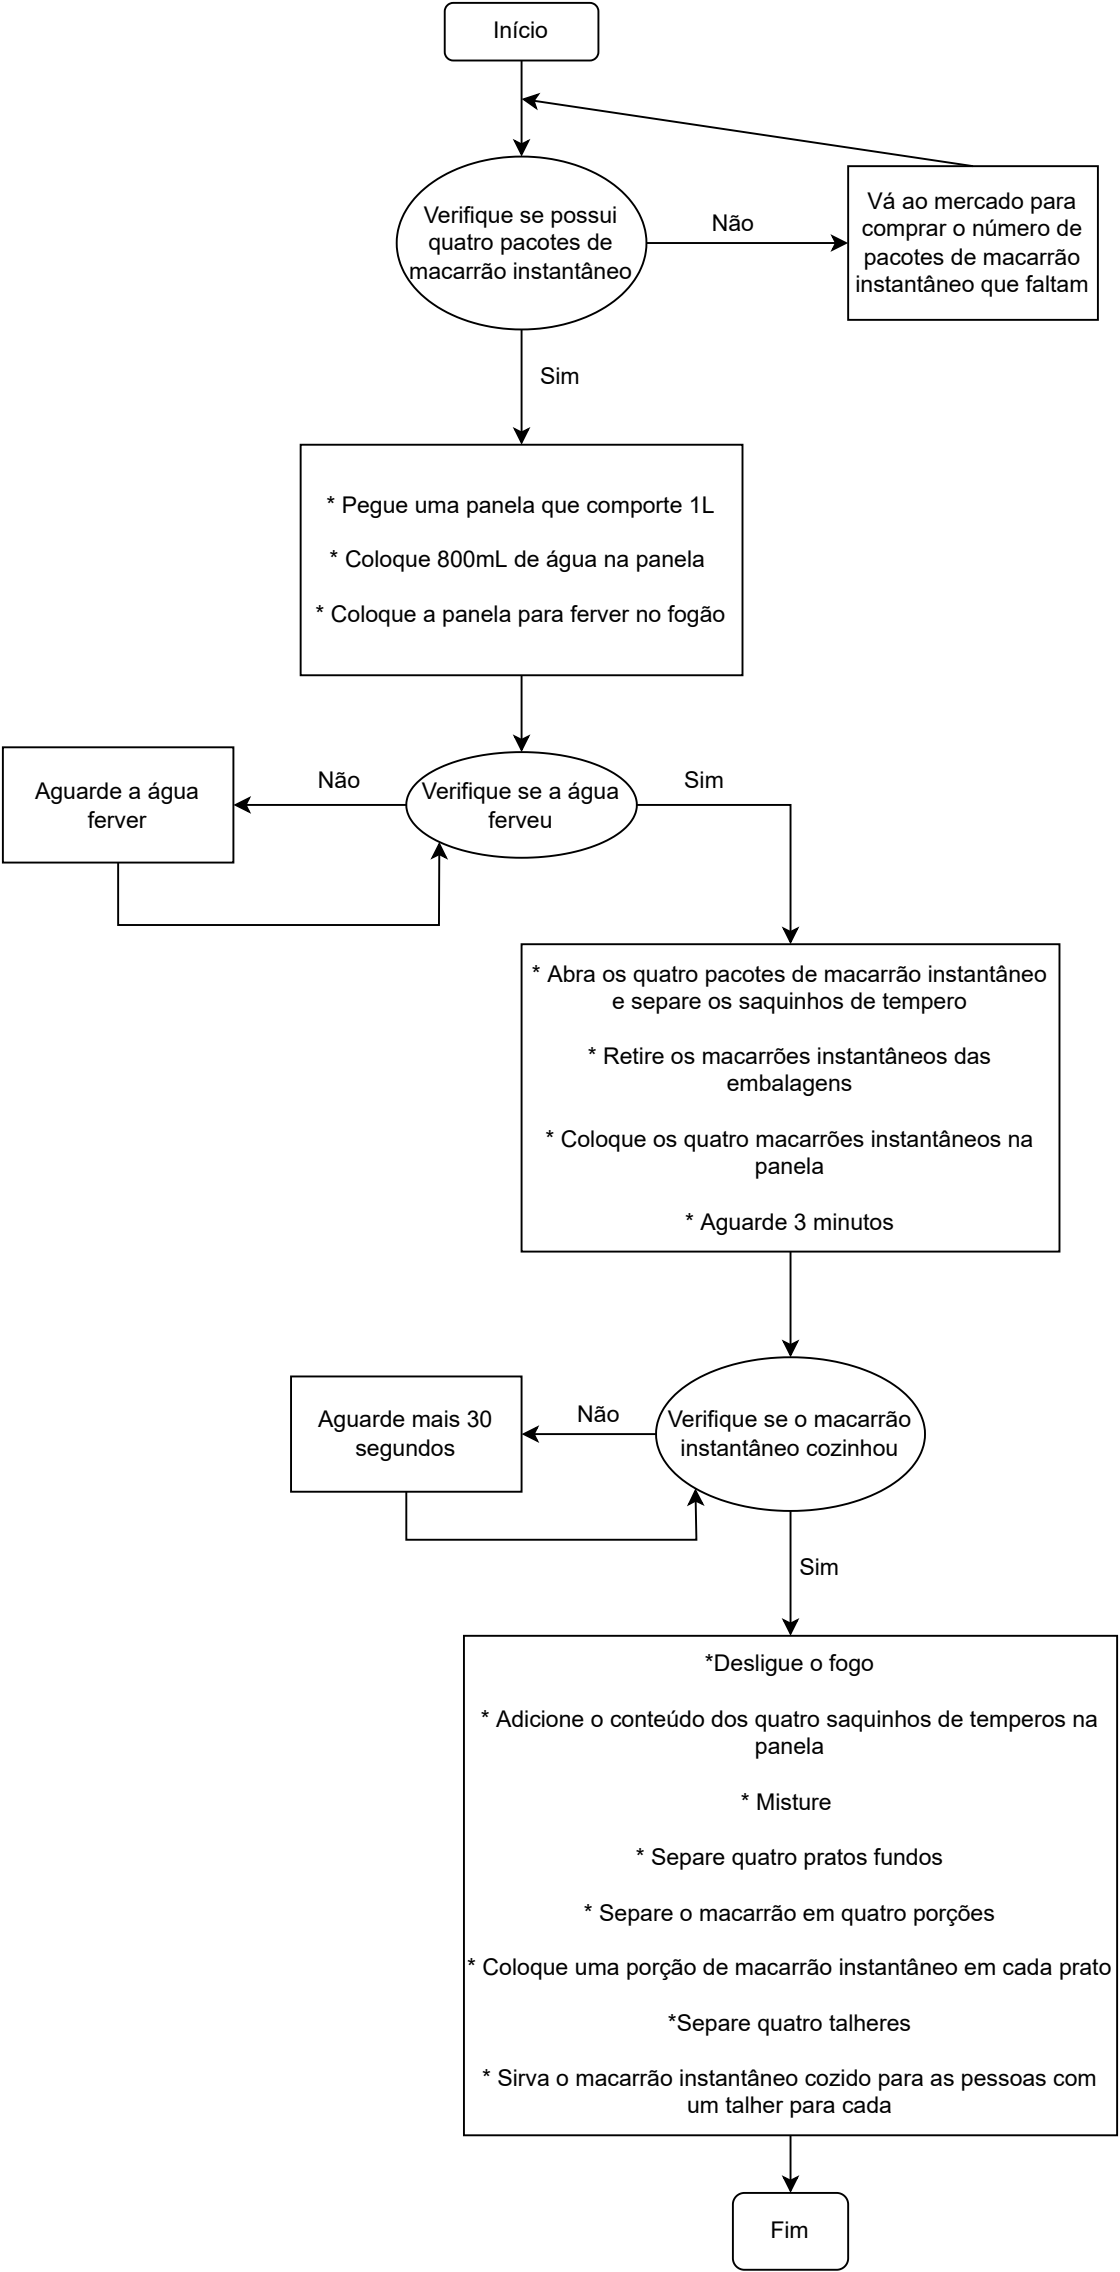 Início
Verifique se possui
quatro pacotes de
macarrão instantâneo
Não
Vá ao mercado para
comprar o número de
pacotes de macarrão
instantâneo que faltam
Sim
* Pegue uma panela que comporte 1L
* Coloque 800mL de água na panela
* Coloque a panela para ferver no fogão
Aguarde a água
ferver
Não
Verifique se a água
ferveu
Sim
* Abra os quatro pacotes de macarrão instantâneo
e separe os saquinhos de tempero
* Retire os macarrões instantâneos das
embalagens
* Coloque os quatro macarrões instantâneos na
panela
* Aguarde 3 minutos
Aguarde mais 30
segundos
Não
Verifique se o macarrão
instantâneo cozinhou
Sim
*Desligue o fogo
* Adicione o conteúdo dos quatro saquinhos de temperos na
panela
* Misture
* Separe quatro pratos fundos
* Separe o macarrão em quatro porções
* Coloque uma porção de macarrão instantâneo em cada prato
*Separe quatro talheres
* Sirva o macarrão instantâneo cozido para as pessoas com
um talher para cada
Fim